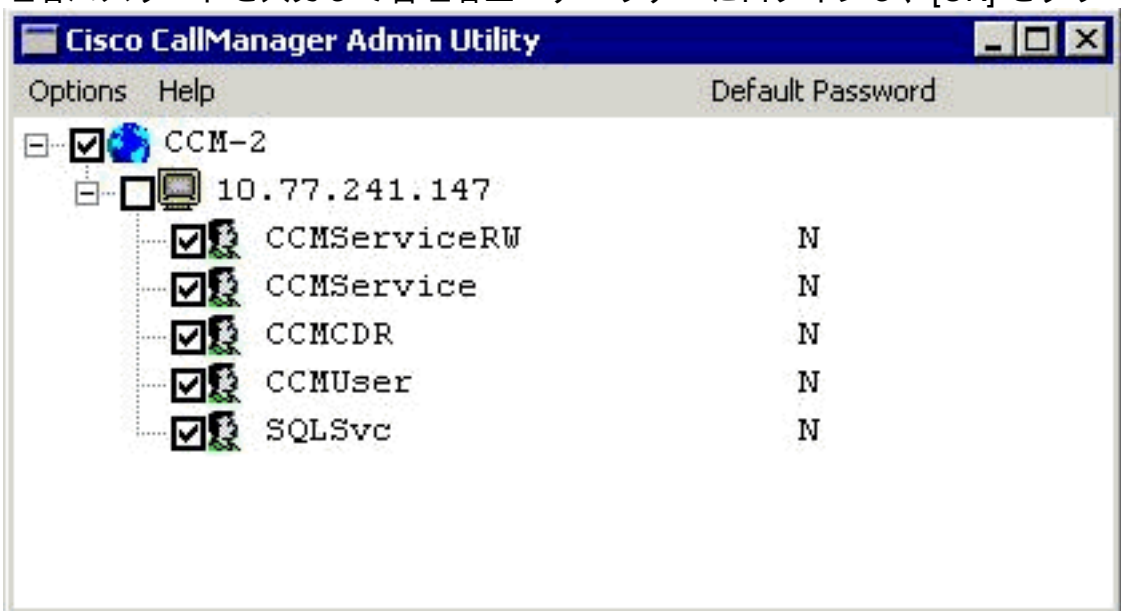 Cisco CallManager Admin Utility
Options Help Default Password
CCM-2
10.77.241.147
CCMServiceRW N
CCMService N
CCMCDR N
CCMUser N
SQLSvc N